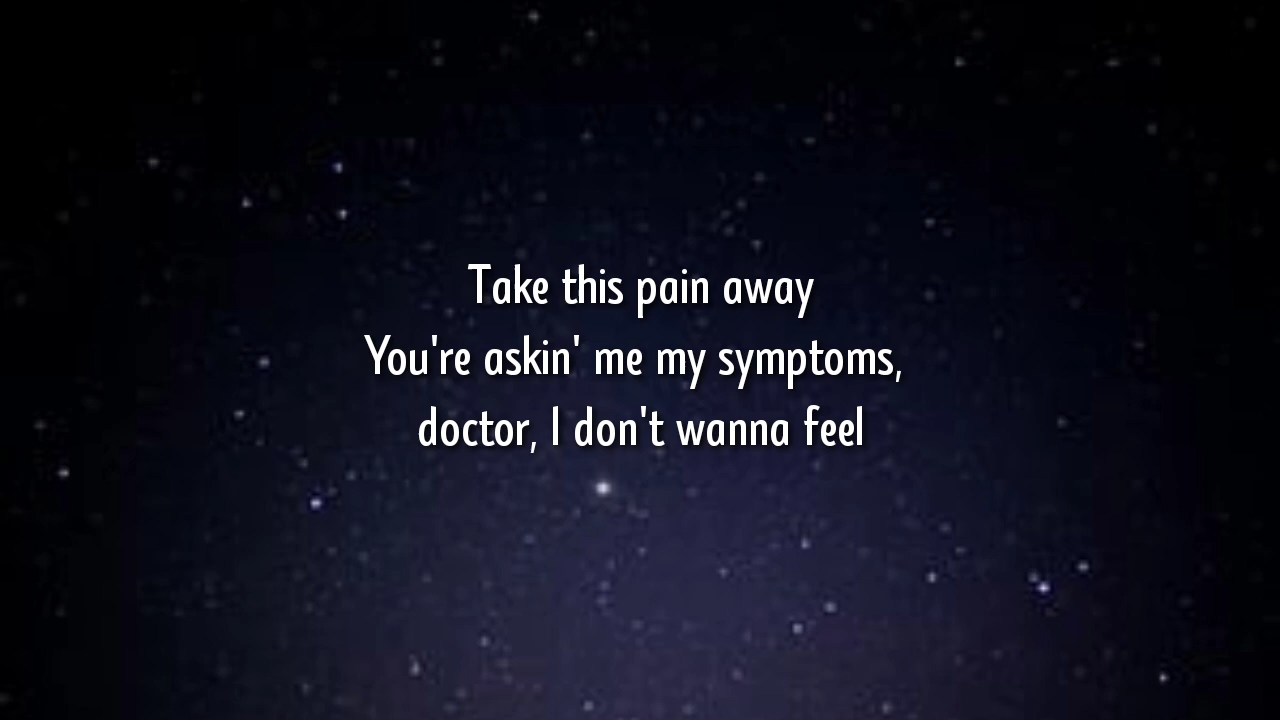 Take this pain away
You're askin' me my symptoms,
doctor, I don't wanna feel